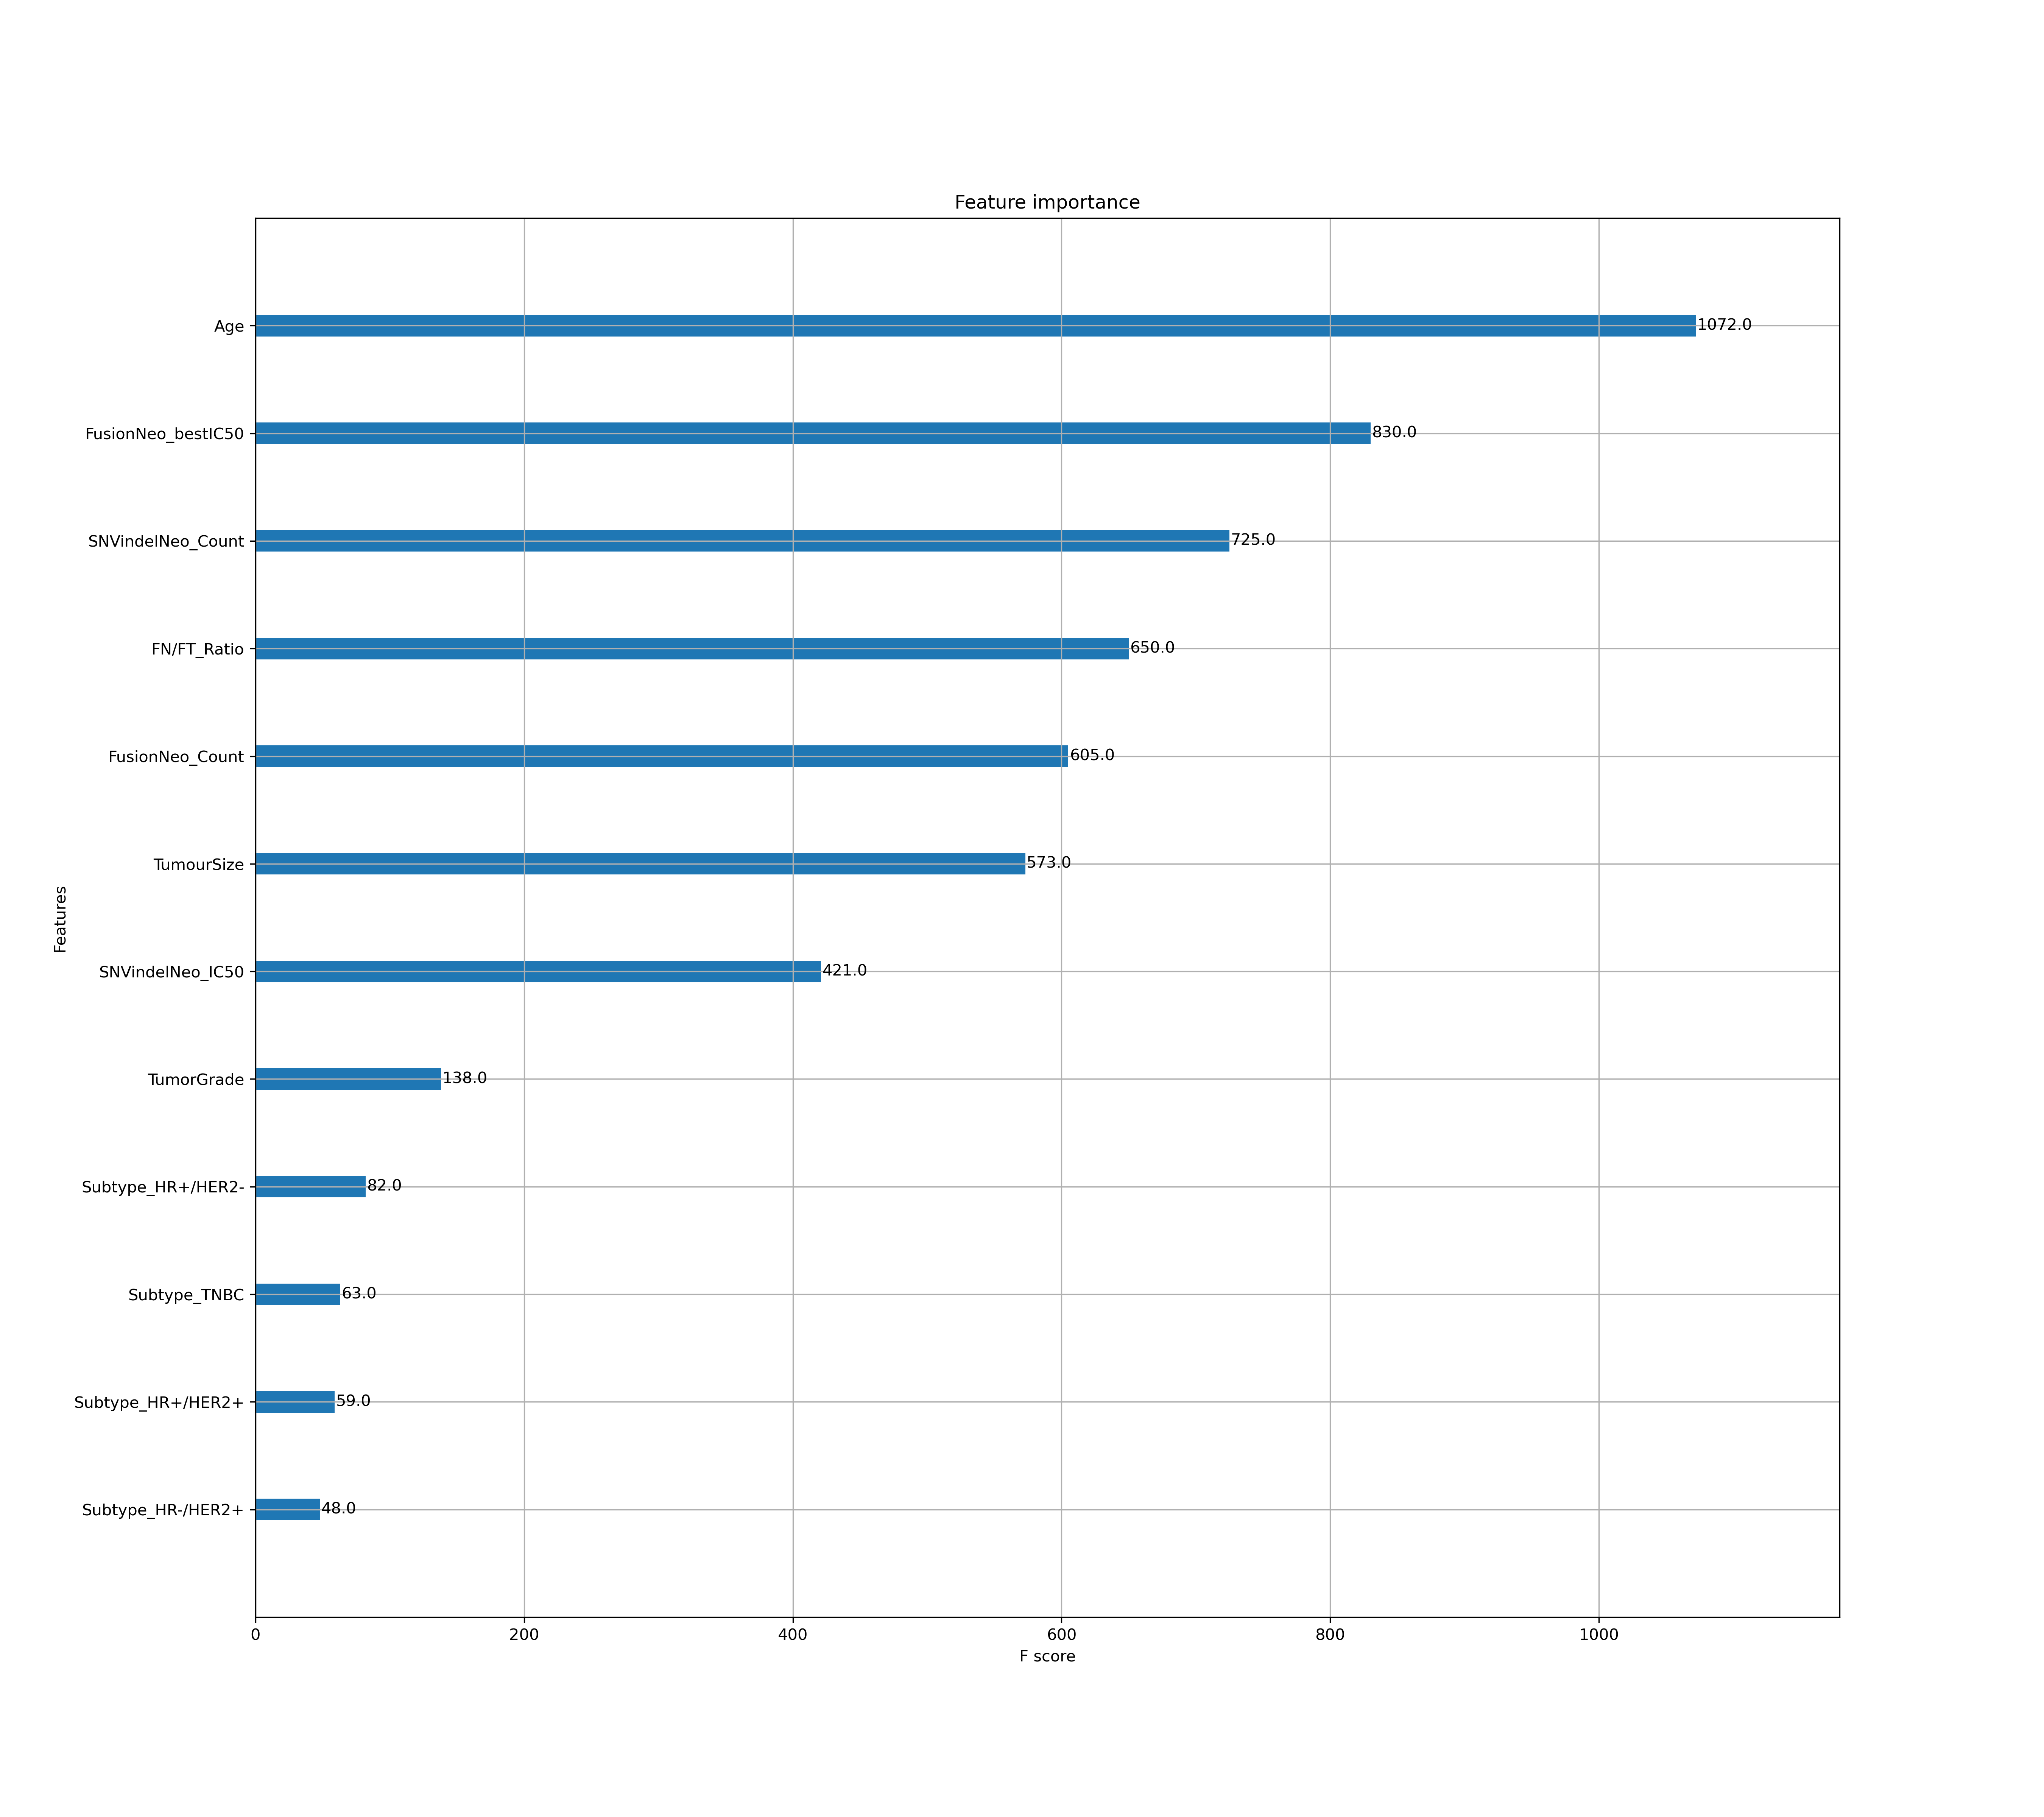 Feature importance
Age 1072.0
FusionNeo_bestIC50 830.0
SNVindelNeo_Count 725.0
FN/FT_Ratio 650.0
FusionNeo_Count 605.0
TumourSize 573.0
Features
SNVindelNeo_IC50 421.0
TumorGrade 138.0
Subtype_HR+/HER2- 82.0
Subtype_TNBC 63.0
Subtype_HR+/HER2+ 59.0
Subtype_HR-/HER2+ 48.0
0 200 400 600 800 1000
F score